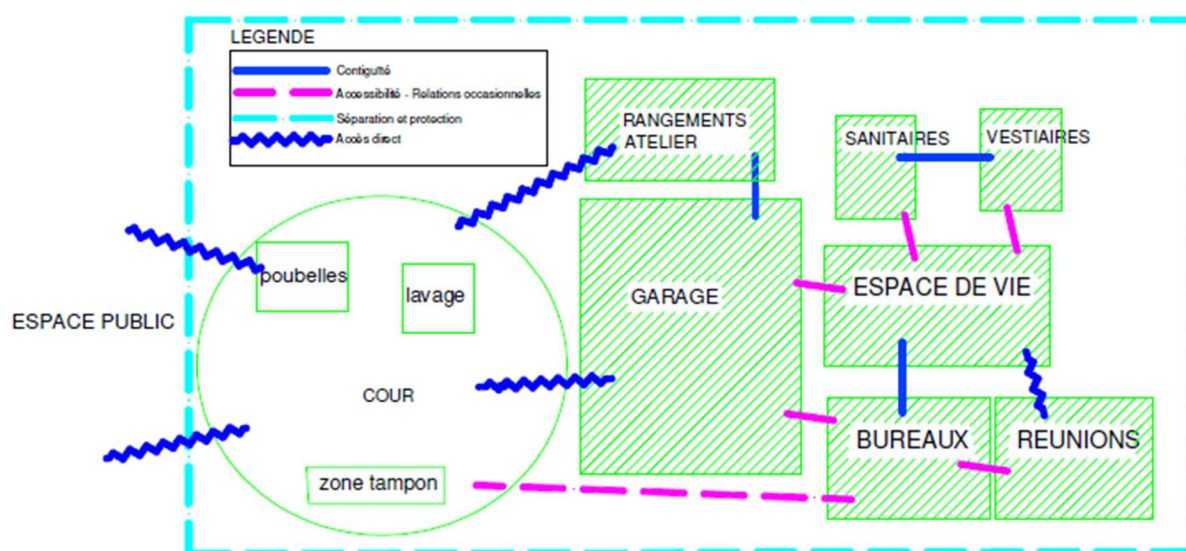 LEGENDE
Contiguïté
Accessibilité - Relations occasionnelles
Séparation et protection
Accès direct
RANGEMENTS
ATELIER
SANITAIRES
VESTIAIRES
poubelles
lavage
GARAGE
ESPACE DE VIE
ESPACE PUBLIC
COUR
BUREAUX
REUNIONS
zone tampon